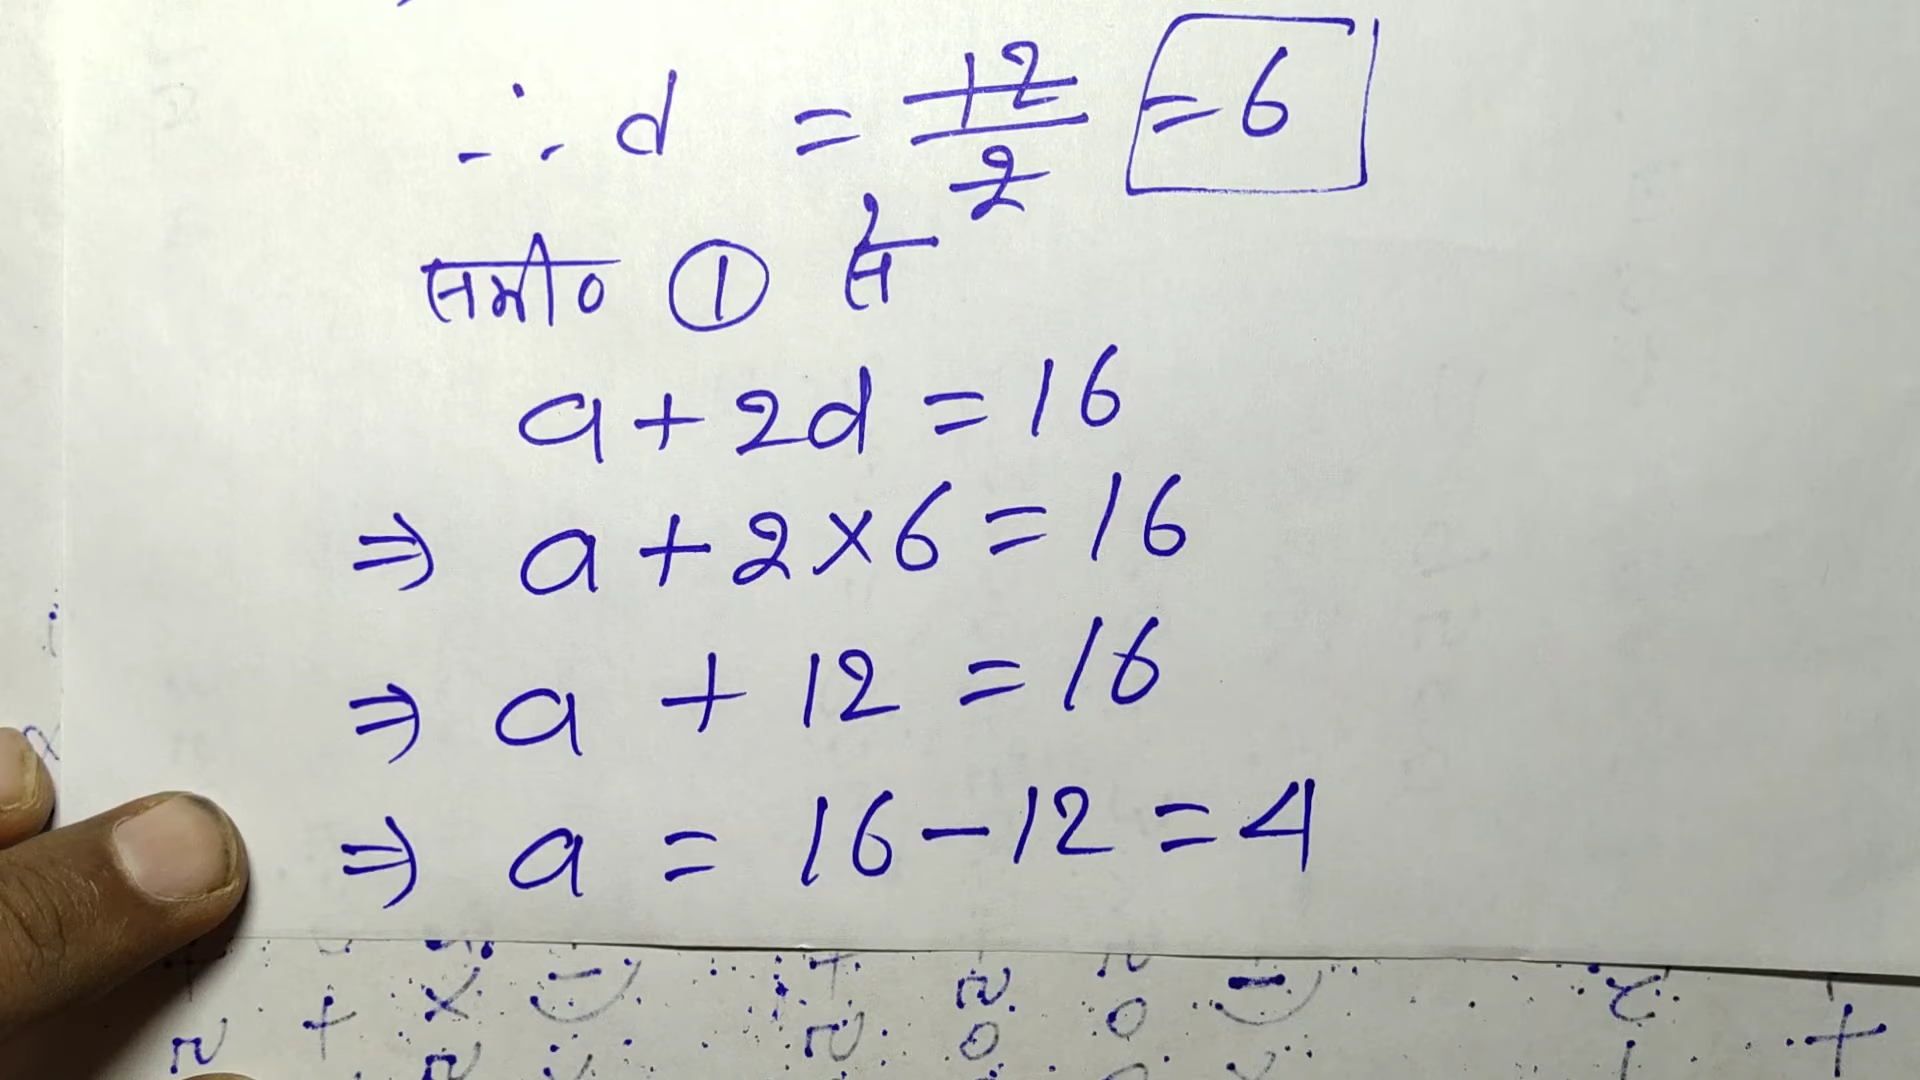 ∴ d = 12/2 = 6
समी० ① से
a + 2d = 16
⇒ a + 2 × 6 = 16
⇒ a + 12 = 16
⇒ a = 16 - 12 = 4